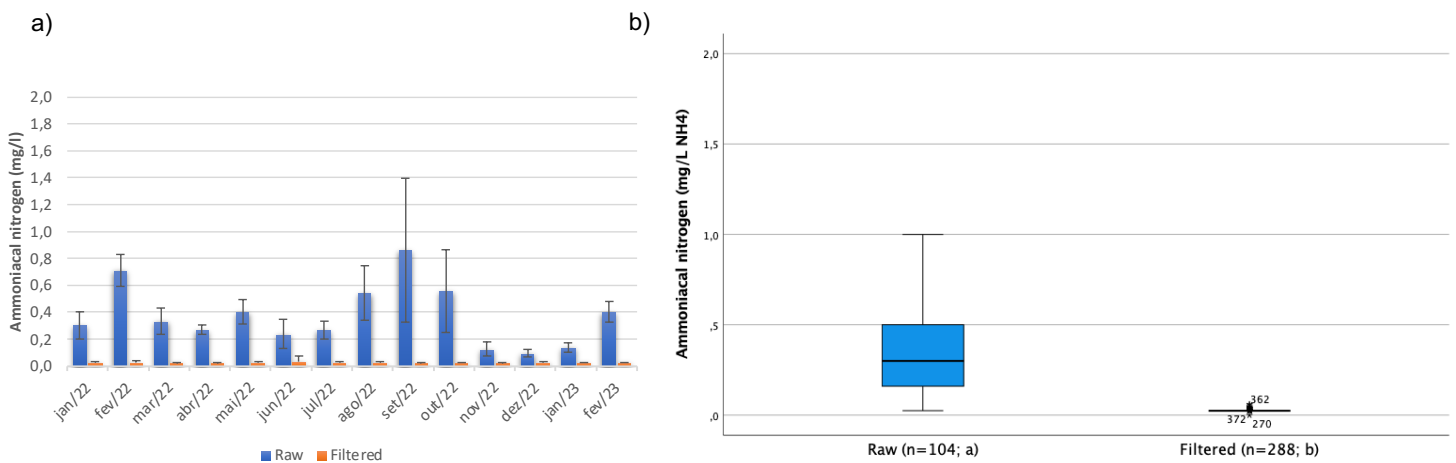 a)
Ammoniacal nitrogen (mg/l)
2,0
1,8
1,6
1,4
1,2
1,0
0,8
0,6
0,4
0,2
0,0
jan/22
fev/22
mar/22
abr/22
mai/22
jun/22
jul/22
ago/22
set/22
out/22
nov/22
dez/22
jan/23
fev/23
Raw Filtered
b)
Ammoniacal nitrogen (mg/L NH4)
2,0
1,5
1,0
,5
,0
362
372
270
Raw (n=104; a) Filtered (n=288; b)